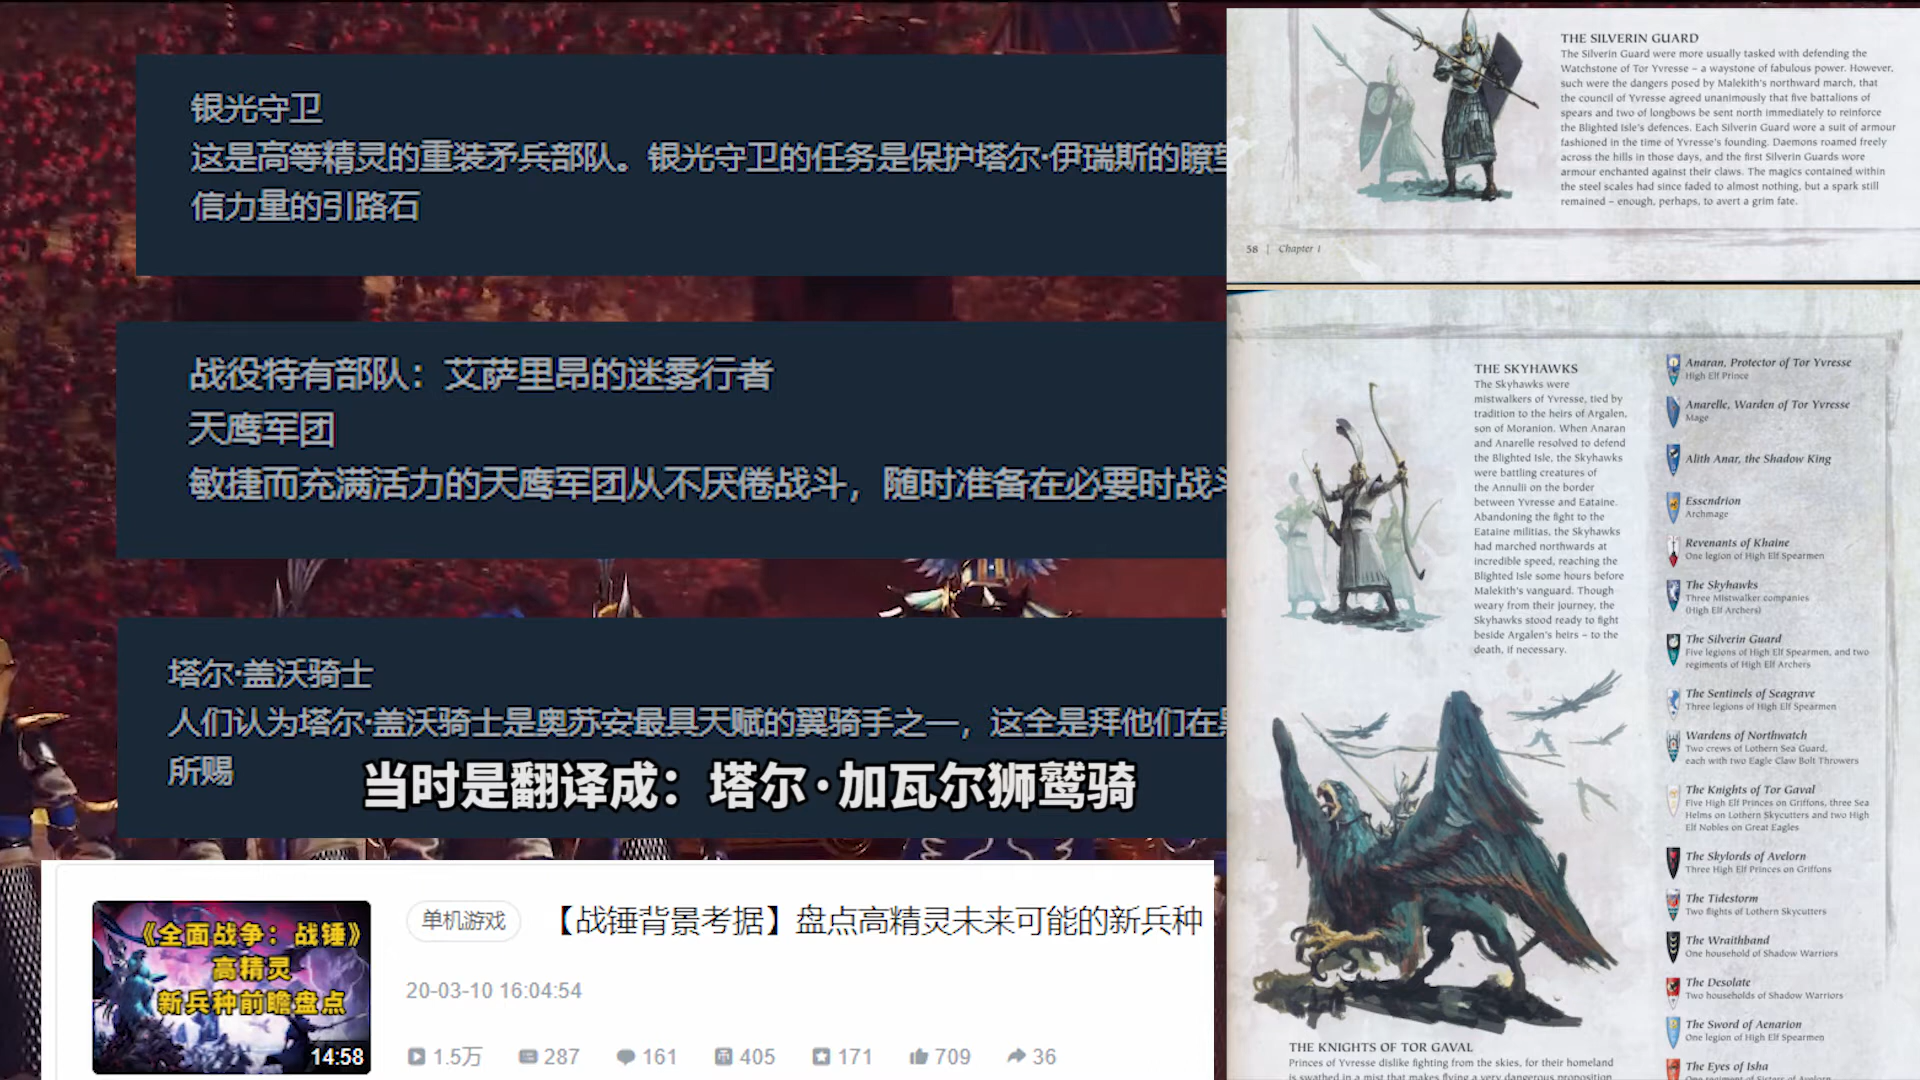 银光守卫
这是高等精灵的重装矛兵部队。银光守卫的任务是保护塔尔·伊瑞斯的瞭望
信力量的引路石
战役特有部队：艾萨里昂的迷雾行者
天鹰军团
敏捷而充满活力的天鹰军团从不厌倦战斗，随时准备在必要时战斗
塔尔·盖沃骑士
人们认为塔尔·盖沃骑士是奥苏安最具天赋的翼骑手之一，这全是拜他们在
所赐
当时是翻译成：塔尔·加瓦尔狮鹫骑
《全面战争：战锤》
高精灵
新兵种前瞻盘点
14:58
单机游戏
【战锤背景考据】盘点高精灵未来可能的新兵种
20-03-10 16:04:54
1.5万 287 161 405 171 709 36
THE SILVERIN GUARD
The Silverin Guard were more usually tasked with defending the
Watchstone of Tor Yvresse – a waystone of fabulous power. However,
such were the dangers posed by Malekith's northward march, that
the council of Yvresse agreed unanimously that five battalions of
spears and two of longbows be sent north immediately to reinforce
the Blighted Isle's defences. Each Silverin Guard wore a suit of armour
fashioned in the time of Yvresse's founding. Daemons roamed freely
across the hills in those days, and the first Silverin Guards wore
armour enchanted against their claws. The magics contained within
the steel scales had since faded to almost nothing, but a spark still
remained – enough, perhaps, to avert a grim fate.
58 | Chapter 1
THE SKYHAWKS
The Skyhawks were
mistwalkers of Yvresse, tied by
tradition to the heirs of Argalen,
son of Moranion. When Anaran
and Anarelle resolved to defend
the Blighted Isle, the Skyhawks
were battling creatures of
the Annulii on the border
between Yvresse and Eataine.
Abandoning the fight to the
Eataine militias, the Skyhawks
had marched northwards at
incredible speed, reaching the
Blighted Isle some hours before
Malekith's vanguard. Though
weary from their journey, the
Skyhawks stood ready to fight
beside Argalen's heirs – to the
death, if necessary.
THE KNIGHTS OF TOR GAVAL
Princes of Yvresse dislike fighting from the skies, for their homeland
is swathed in a mist that makes flying a very dangerous proposition
Anaran, Protector of Tor Yvresse
High Elf Prince
Anarelle, Warden of Tor Yvresse
Mage
Alith Anar, the Shadow King
Essendrion
Archmage
Revenants of Khaine
One legion of High Elf Spearmen
The Skyhawks
Three Mistwalker companies
(High Elf Archers)
The Silverin Guard
Five legions of High Elf Spearmen, and two
regiments of High Elf Archers
The Sentinels of Seagrave
Three legions of High Elf Spearmen
Wardens of Northwatch
Two crews of Lothern Sea Guard,
each with two Eagle Claw Bolt Throwers
The Knights of Tor Gaval
Five High Elf Princes on Griffons, three Sea
Helms on Lothern Skycutters and two High
Elf Nobles on Great Eagles
The Skylords of Avelorn
Three High Elf Princes on Griffons
The Tidestorm
Two flights of Lothern Skycutters
The Wraithband
One household of Shadow Warriors
The Desolate
Two households of Shadow Warriors
The Sword of Aenarion
One legion of High Elf Spearmen
The Eyes of Isha
One regiment of Sisters of Avelorn